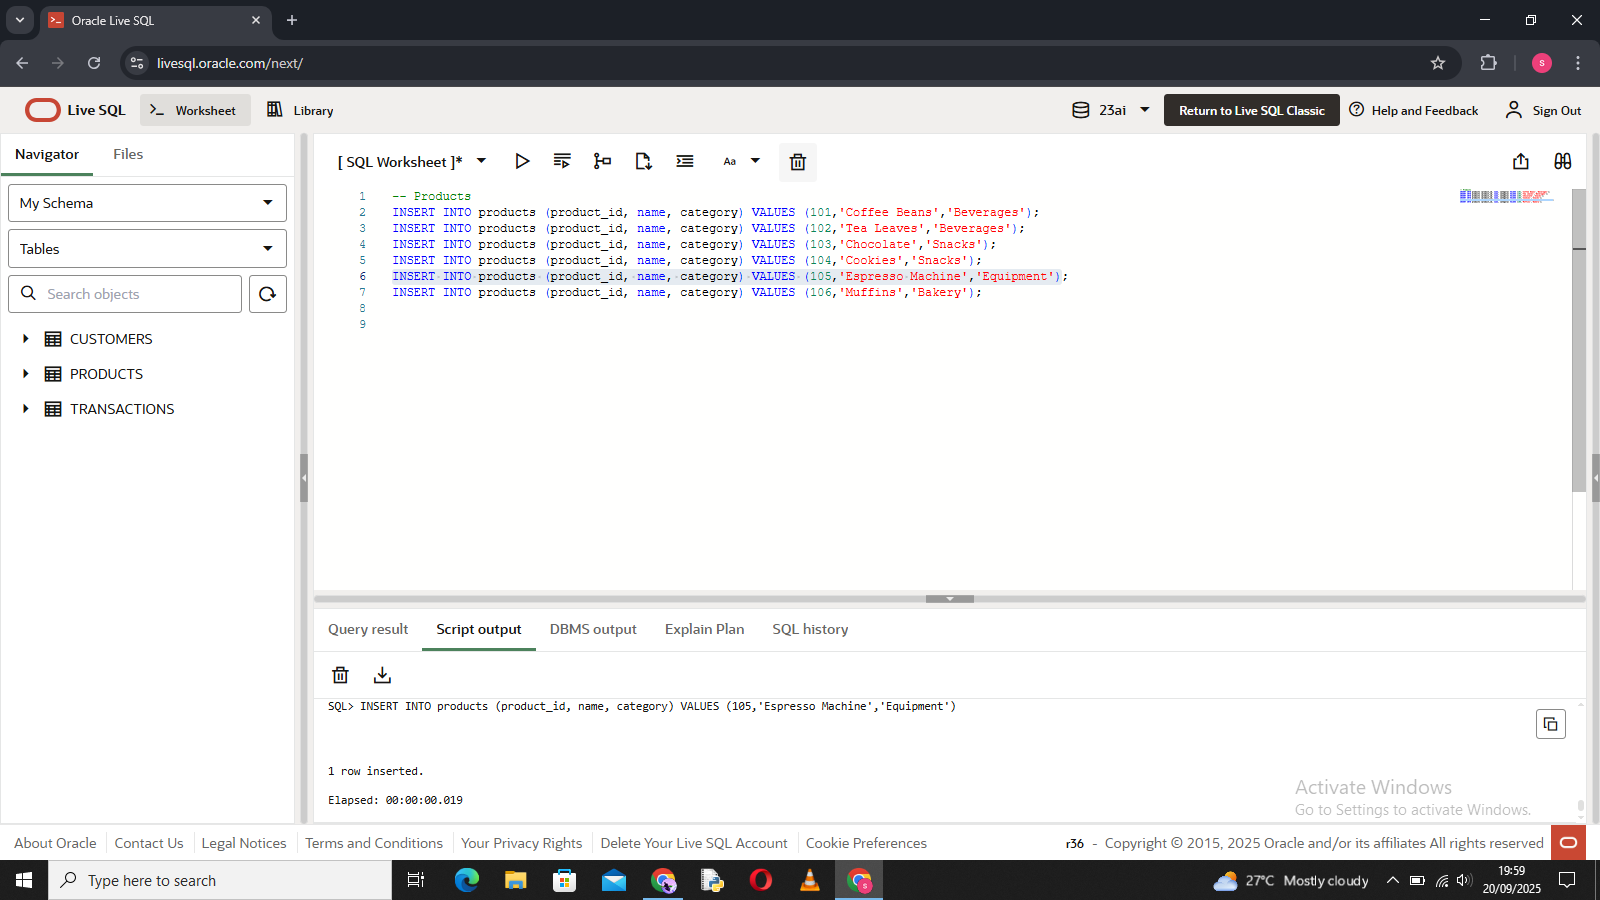 Oracle Live SQL
livesql.oracle.com/next/
S
Live SQL
Worksheet
Library
23ai
Return to Live SQL Classic
Help and Feedback
Sign Out
Navigator
Files
My Schema
Tables
Search objects
CUSTOMERS
PRODUCTS
TRANSACTIONS
[ SQL Worksheet ]*
Aa
1 -- Products
2 INSERT INTO products (product_id, name, category) VALUES (101,'Coffee Beans','Beverages');
3 INSERT INTO products (product_id, name, category) VALUES (102,'Tea Leaves','Beverages');
4 INSERT INTO products (product_id, name, category) VALUES (103,'Chocolate','Snacks');
5 INSERT INTO products (product_id, name, category) VALUES (104,'Cookies','Snacks');
6 INSERT INTO products (product_id, name, category) VALUES (105,'Espresso Machine','Equipment');
7 INSERT INTO products (product_id, name, category) VALUES (106,'Muffins','Bakery');
8
9
Query result
Script output
DBMS output
Explain Plan
SQL history
SQL> INSERT INTO products (product_id, name, category) VALUES (105,'Espresso Machine','Equipment')
1 row inserted.
Elapsed: 00:00:00.019
Activate Windows
Go to Settings to activate Windows.
About Oracle
Contact Us
Legal Notices
Terms and Conditions
Your Privacy Rights
Delete Your Live SQL Account
Cookie Preferences
r36 - Copyright © 2015, 2025 Oracle and/or its affiliates All rights reserved
Type here to search
27°C Mostly cloudy
19:59
20/09/2025